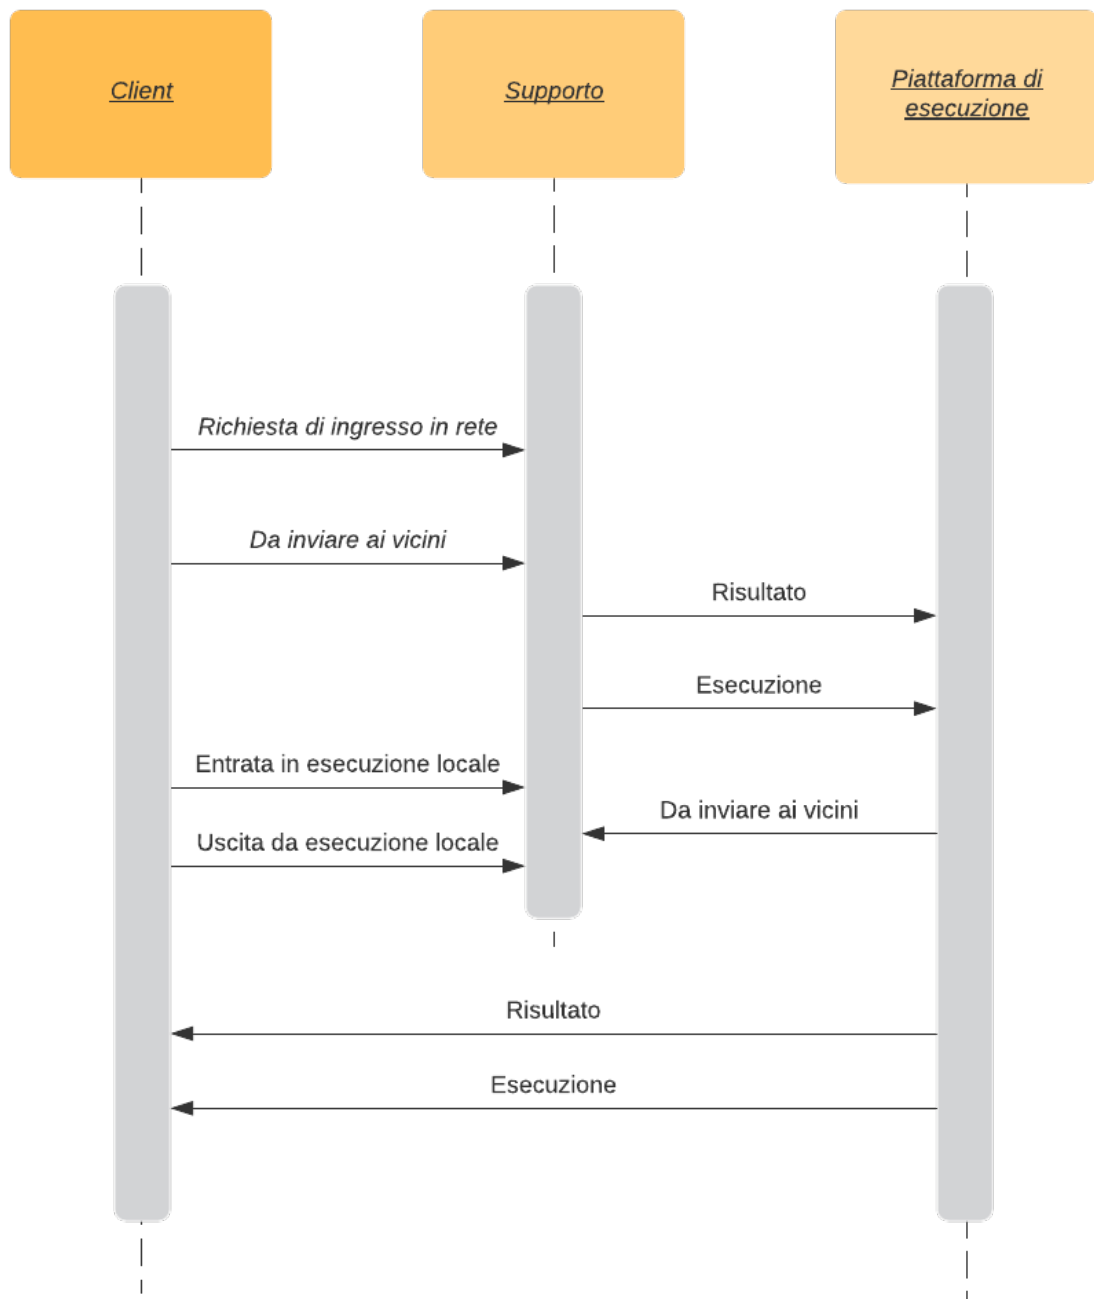 Client
Supporto
Piattaforma di
esecuzione
Richiesta di ingresso in rete
Da inviare ai vicini
Risultato
Esecuzione
Entrata in esecuzione locale
Da inviare ai vicini
Uscita da esecuzione locale
Risultato
Esecuzione